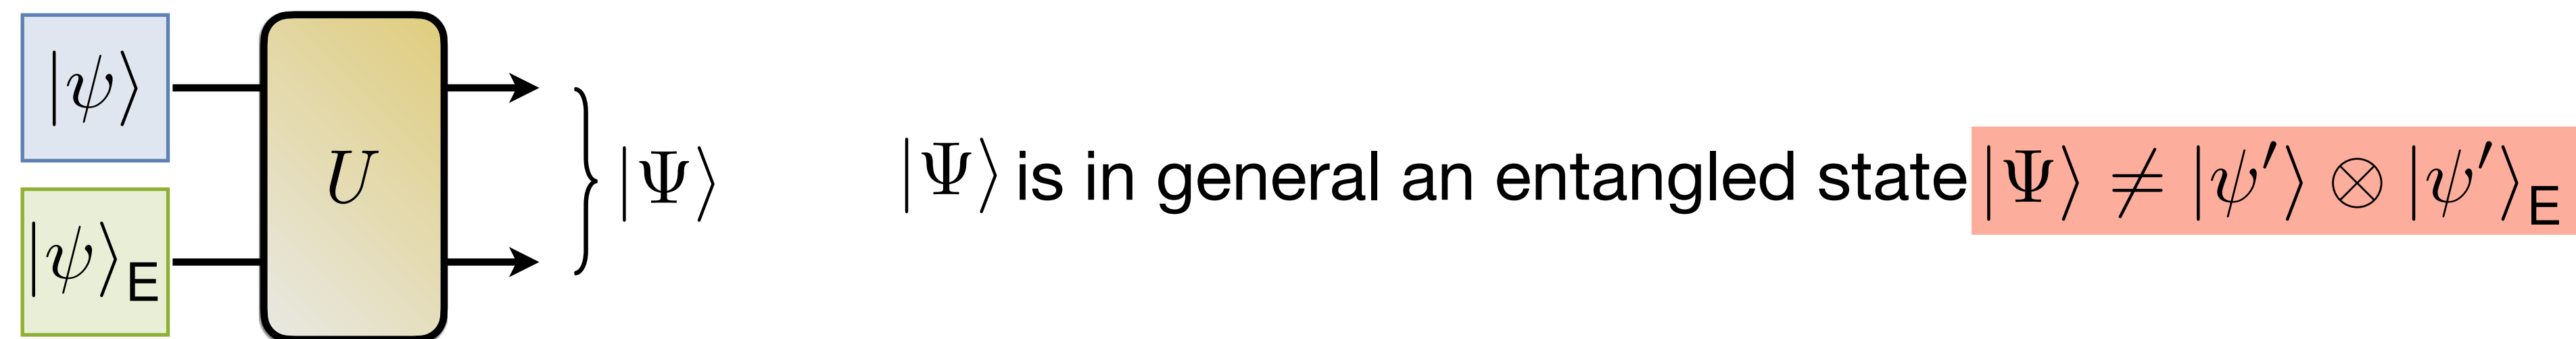 |ψ⟩
|ψ⟩E
U
|Ψ⟩
|Ψ⟩ is in general an entangled state |Ψ⟩ ≠ |ψ′⟩ ⊗ |ψ′⟩E